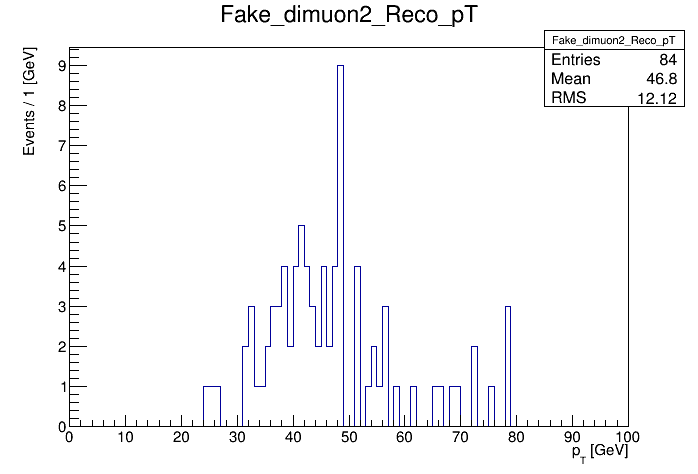 Fake_dimuon2_Reco_pT
Fake_dimuon2_Reco_pT
Entries 84
Mean 46.8
RMS 12.12
Events / 1 [GeV]
9
8
7
6
5
4
3
2
1
0
0 10 20 30 40 50 60 70 80 90 100
p_T [GeV]